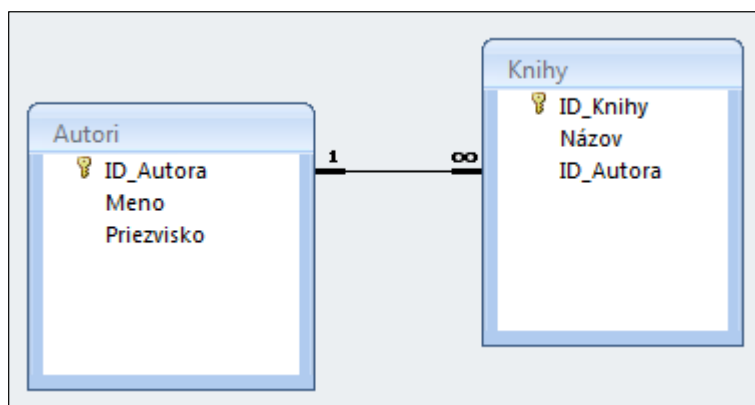 Autori
ID_Autora
Meno
Priezvisko
1
∞
Knihy
ID_Knihy
Názov
ID_Autora